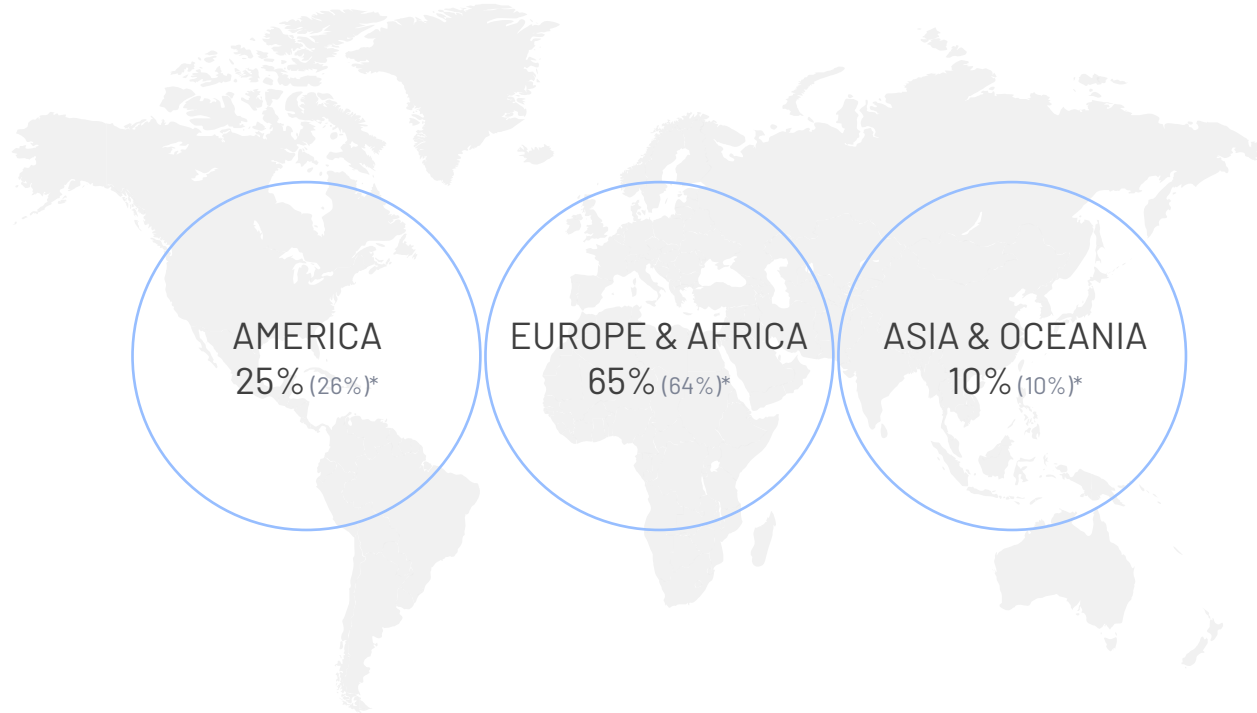 AMERICA
25% (26%)*
EUROPE & AFRICA
65% (64%)*
ASIA & OCEANIA
10% (10%)*